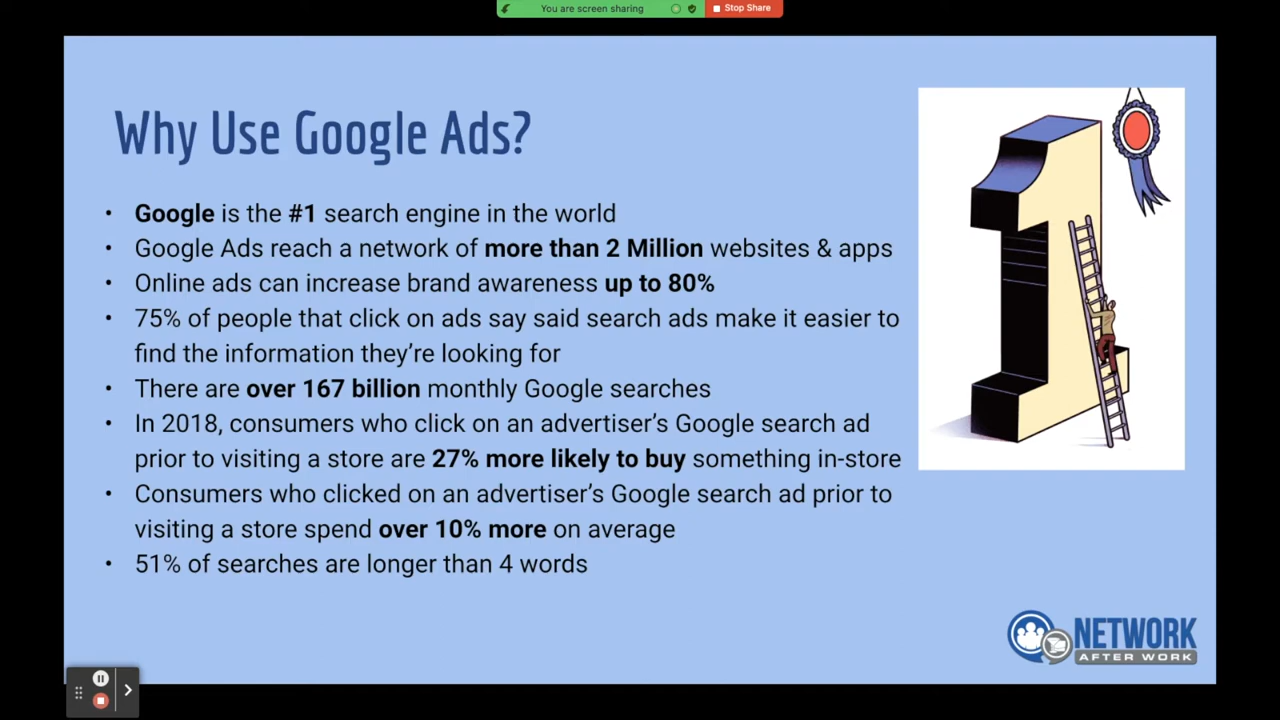 You are screen sharing
Stop Share
Why Use Google Ads?
• Google is the #1 search engine in the world
• Google Ads reach a network of more than 2 Million websites & apps
• Online ads can increase brand awareness up to 80%
• 75% of people that click on ads say said search ads make it easier to
find the information they’re looking for
• There are over 167 billion monthly Google searches
• In 2018, consumers who click on an advertiser’s Google search ad
prior to visiting a store are 27% more likely to buy something in-store
• Consumers who clicked on an advertiser’s Google search ad prior to
visiting a store spend over 10% more on average
• 51% of searches are longer than 4 words
1
NETWORK
AFTER WORK